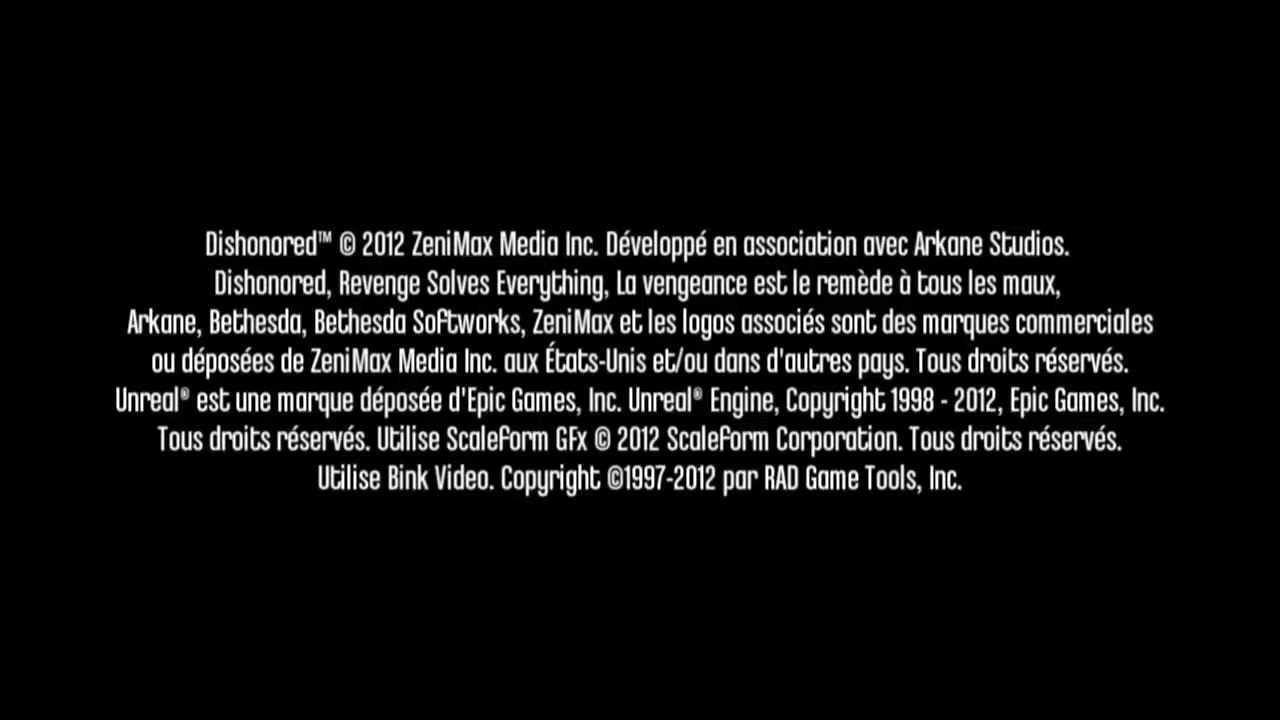 Dishonored™ © 2012 ZeniMax Media Inc. Développé en association avec Arkane Studios.
Dishonored, Revenge Solves Everything, La vengeance est le remède à tous les maux,
Arkane, Bethesda, Bethesda Softworks, ZeniMax et les logos associés sont des marques commerciales
ou déposées de ZeniMax Media Inc. aux États-Unis et/ou dans d'autres pays. Tous droits réservés.
Unreal® est une marque déposée d'Epic Games, Inc. Unreal® Engine, Copyright 1998 - 2012, Epic Games, Inc.
Tous droits réservés. Utilise Scaleform GFx © 2012 Scaleform Corporation. Tous droits réservés.
Utilise Bink Video. Copyright ©1997-2012 par RAD Game Tools, Inc.